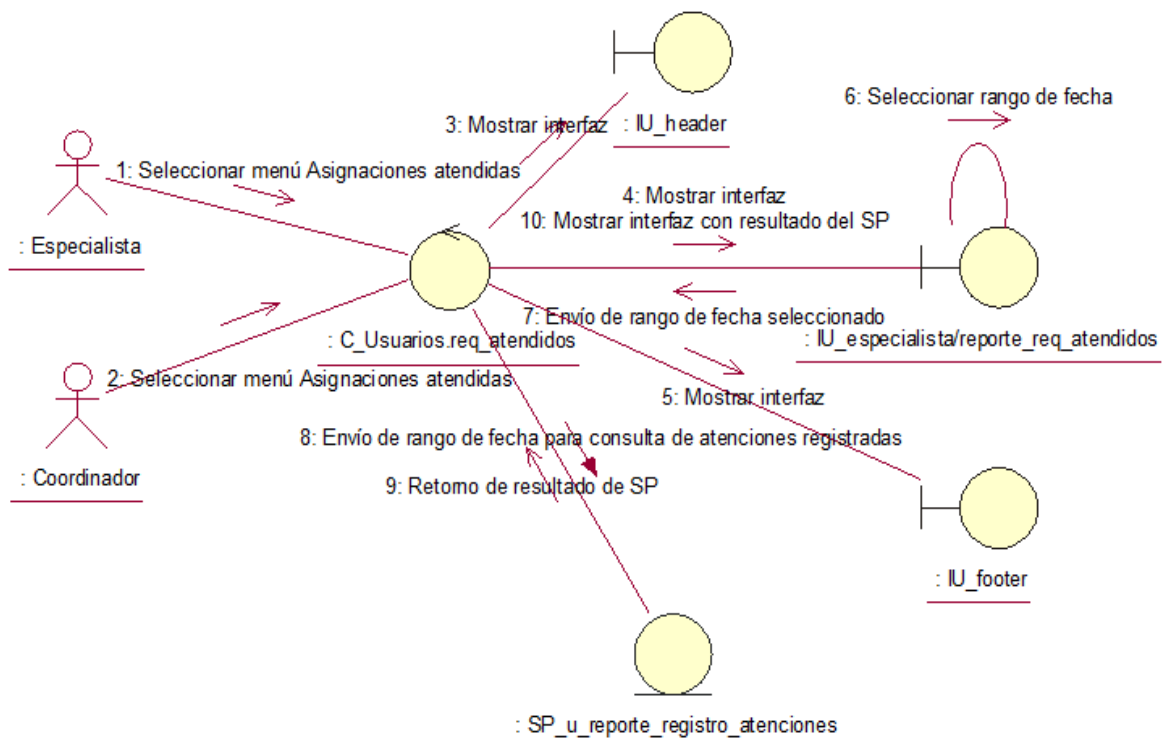 3: Mostrar interfaz
: IU_header
6: Seleccionar rango de fecha
1: Seleccionar menú Asignaciones atendidas
: Especialista
4: Mostrar interfaz
10: Mostrar interfaz con resultado del SP
7: Envío de rango de fecha seleccionado
: C_Usuarios.req_atendidos
: IU_especialista/reporte_req_atendidos
2: Seleccionar menú Asignaciones atendidas
: Coordinador
5: Mostrar interfaz
8: Envío de rango de fecha para consulta de atenciones registradas
9: Retorno de resultado de SP
: IU_footer
: SP_u_reporte_registro_atenciones